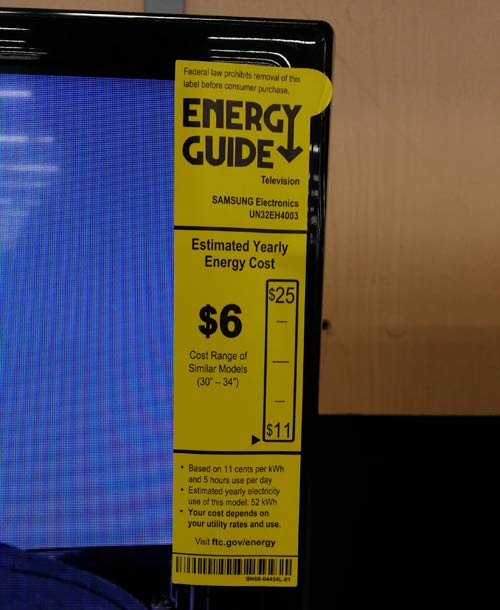 Federal law prohibits removal of this
label before consumer purchase.
ENERGY
GUIDE
Television
SAMSUNG Electronics
UN32EH4003
Estimated Yearly
Energy Cost
$25
$6
Cost Range of
Similar Models
(30" – 34")
$11
• Based on 11 cents per kWh
and 5 hours use per day
• Estimated yearly electricity
use of this model: 52 kWh
• Your cost depends on
your utility rates and use.
Visit ftc.gov/energy
BN68-04454L-01